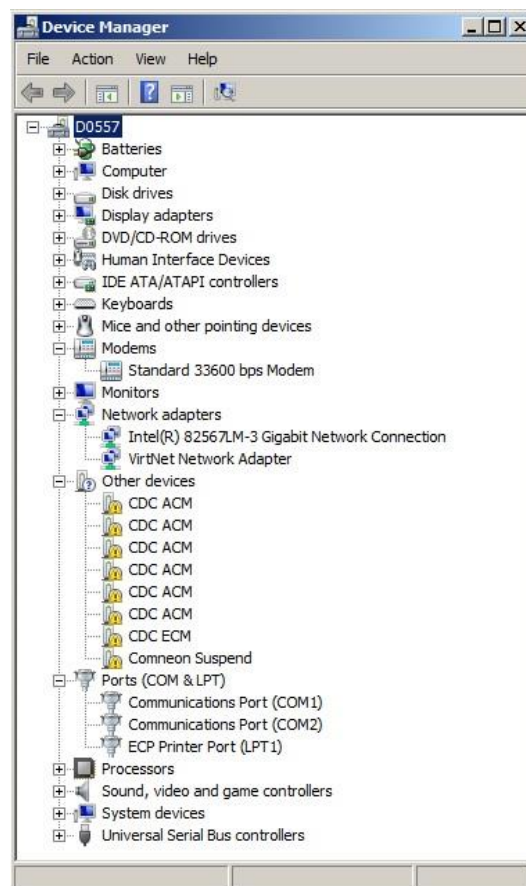 Device Manager
File Action View Help
D0557
Batteries
Computer
Disk drives
Display adapters
DVD/CD-ROM drives
Human Interface Devices
IDE ATA/ATAPI controllers
Keyboards
Mice and other pointing devices
Modems
Standard 33600 bps Modem
Monitors
Network adapters
Intel(R) 82567LM-3 Gigabit Network Connection
VirtNet Network Adapter
Other devices
CDC ACM
CDC ACM
CDC ACM
CDC ACM
CDC ACM
CDC ACM
CDC ECM
Comneon Suspend
Ports (COM & LPT)
Communications Port (COM1)
Communications Port (COM2)
ECP Printer Port (LPT1)
Processors
Sound, video and game controllers
System devices
Universal Serial Bus controllers